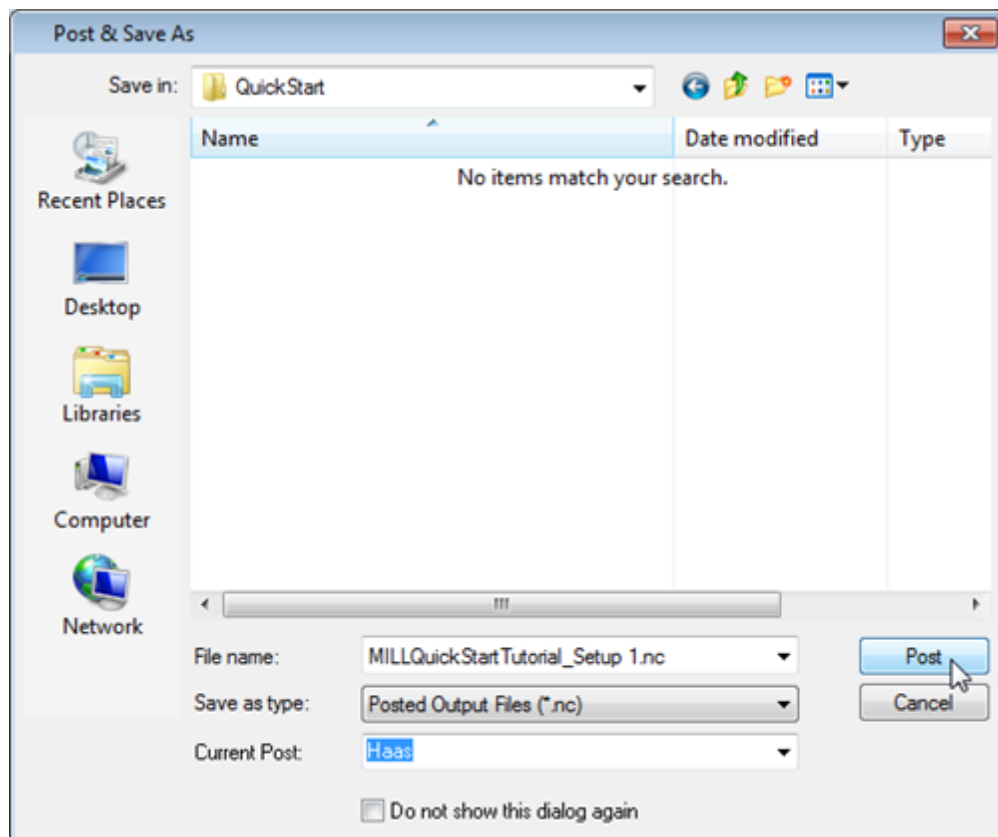 Post & Save As
Save in: QuickStart
Name Date modified Type
No items match your search.
Recent Places
Desktop
Libraries
Computer
Network
File name: MILLQuickStartTutorial_Setup 1.nc Post
Save as type: Posted Output Files (*.nc) Cancel
Current Post: Haas
Do not show this dialog again